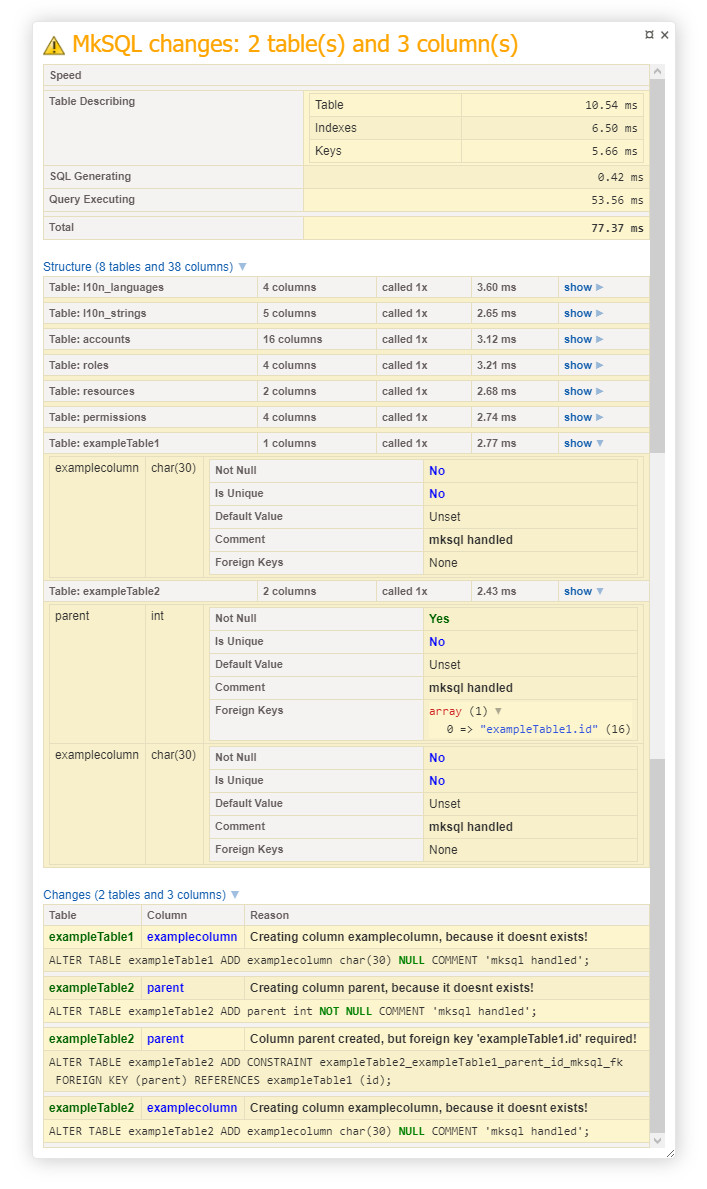 MkSQL changes: 2 table(s) and 3 column(s)
Speed
Table Describing
Table 10.54 ms
Indexes 6.50 ms
Keys 5.66 ms
SQL Generating 0.42 ms
Query Executing 53.56 ms
Total 77.37 ms
Structure (8 tables and 38 columns) ▼
Table: l10n_languages 4 columns called 1x 3.60 ms show ►
Table: l10n_strings 5 columns called 1x 2.65 ms show ►
Table: accounts 16 columns called 1x 3.12 ms show ►
Table: roles 4 columns called 1x 3.21 ms show ►
Table: resources 2 columns called 1x 2.68 ms show ►
Table: permissions 4 columns called 1x 2.74 ms show ►
Table: exampleTable1 1 columns called 1x 2.77 ms show ▼
examplecolumn char(30) Not Null No
Is Unique No
Default Value Unset
Comment mksql handled
Foreign Keys None
Table: exampleTable2 2 columns called 1x 2.43 ms show ▼
parent int Not Null Yes
Is Unique No
Default Value Unset
Comment mksql handled
Foreign Keys array (1) ▼
0 => "exampleTable1.id" (16)
examplecolumn char(30) Not Null No
Is Unique No
Default Value Unset
Comment mksql handled
Foreign Keys None
Changes (2 tables and 3 columns) ▼
Table Column Reason
exampleTable1 examplecolumn Creating column examplecolumn, because it doesnt exists!
ALTER TABLE exampleTable1 ADD examplecolumn char(30) NULL COMMENT 'mksql handled';
exampleTable2 parent Creating column parent, because it doesnt exists!
ALTER TABLE exampleTable2 ADD parent int NOT NULL COMMENT 'mksql handled';
exampleTable2 parent Column parent created, but foreign key 'exampleTable1.id' required!
ALTER TABLE exampleTable2 ADD CONSTRAINT exampleTable2_exampleTable1_parent_id_mksql_fk
FOREIGN KEY (parent) REFERENCES exampleTable1 (id);
exampleTable2 examplecolumn Creating column examplecolumn, because it doesnt exists!
ALTER TABLE exampleTable2 ADD examplecolumn char(30) NULL COMMENT 'mksql handled';